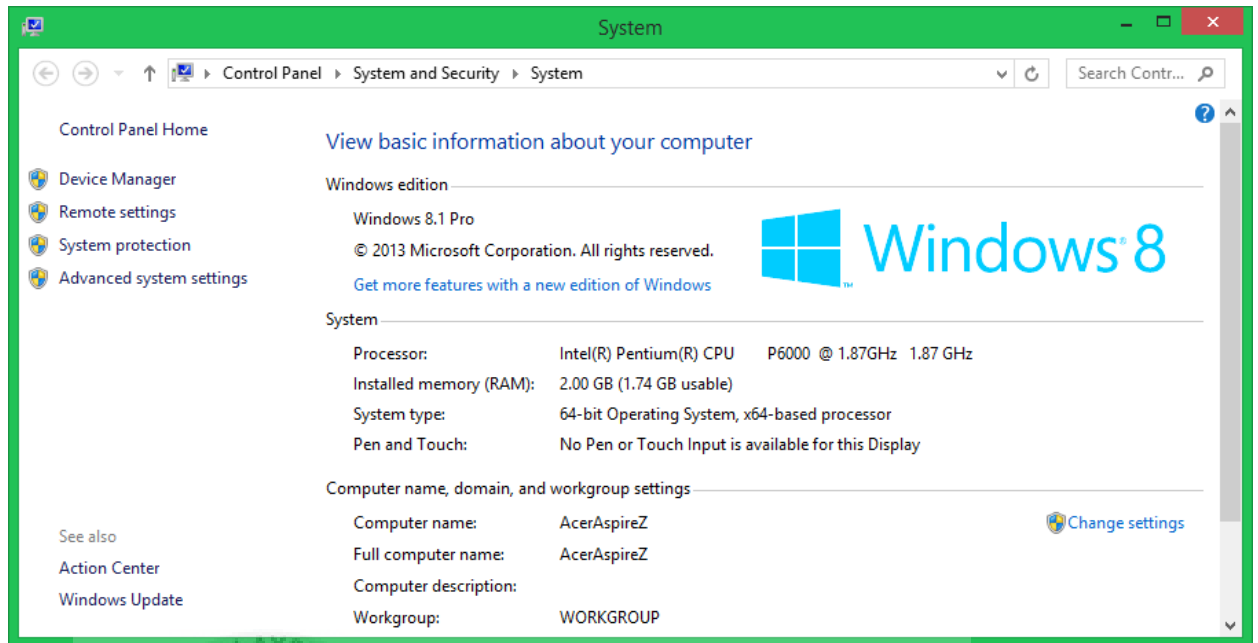 System
Control Panel System and Security System
Search Contr...
Control Panel Home
Device Manager
Remote settings
System protection
Advanced system settings
See also
Action Center
Windows Update
View basic information about your computer
Windows edition
Windows 8.1 Pro
© 2013 Microsoft Corporation. All rights reserved.
Get more features with a new edition of Windows
Windows® 8
TM
System
Processor: Intel(R) Pentium(R) CPU P6000 @ 1.87GHz 1.87 GHz
Installed memory (RAM): 2.00 GB (1.74 GB usable)
System type: 64-bit Operating System, x64-based processor
Pen and Touch: No Pen or Touch Input is available for this Display
Computer name, domain, and workgroup settings
Computer name: AcerAspireZ
Change settings
Full computer name: AcerAspireZ
Computer description:
Workgroup: WORKGROUP